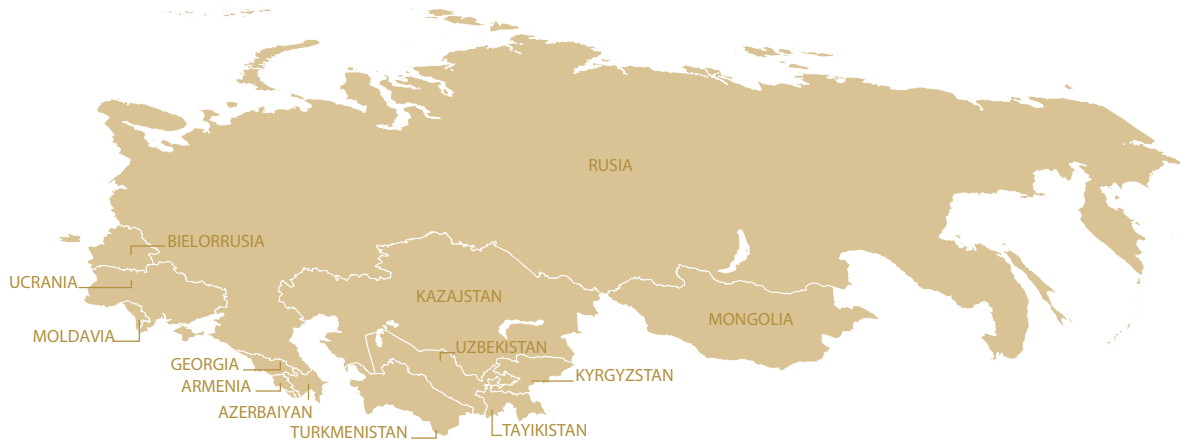 RUSIA
BIELORRUSIA
UCRANIA
KAZAJSTAN
MONGOLIA
MOLDAVIA
UZBEKISTAN
GEORGIA
KYRGYZSTAN
ARMENIA
AZERBAIYAN
TURKMENISTAN
TAYIKISTAN